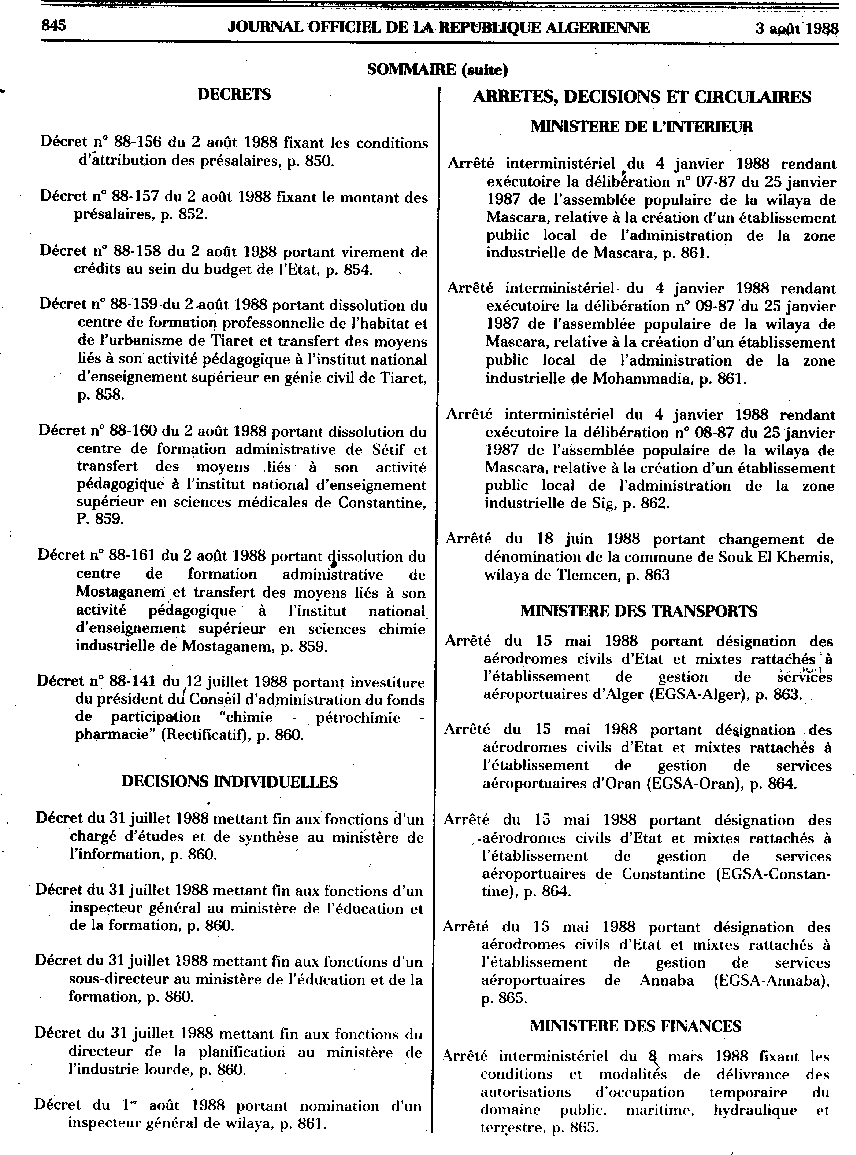 845
JOURNAL OFFICIEL DE LA REPUBLIQUE ALGERIENNE
3 août 1988
SOMMAIRE (suite)
DECRETS
Décret n° 88-156 du 2 août 1988 fixant les conditions
d'attribution des présalaires, p. 850.
Décret n° 88-157 du 2 août 1988 fixant le montant des
présalaires, p. 852.
Décret n° 88-158 du 2 août 1988 portant virement de
crédits au sein du budget de l'Etat, p. 854.
Décret n° 88-159 du 2 août 1988 portant dissolution du
centre de formation professonnelle de l'habitat et
de l'urbanisme de Tiaret et transfert des moyens
liés à son activité pédagogique à l'institut national
d'enseignement supérieur en génie civil de Tiaret,
p. 858.
Décret n° 88-160 du 2 août 1988 portant dissolution du
centre de formation administrative de Sétif et
transfert des moyens liés à son activité
pédagogique à l'institut national d'enseignement
supérieur en sciences médicales de Constantine,
P. 859.
Décret n° 88-161 du 2 août 1988 portant dissolution du
centre de formation administrative de
Mostaganem et transfert des moyens liés à son
activité pédagogique à l'institut national
d'enseignement supérieur en sciences chimie
industrielle de Mostaganem, p. 859.
Décret n° 88-141 du 12 juillet 1988 portant investiture
du président du Conseil d'administration du fonds
de participation "chimie - pétrochimie -
pharmacie" (Rectificatif), p. 860.
DECISIONS INDIVIDUELLES
Décret du 31 juillet 1988 mettant fin aux fonctions d'un
chargé d'études et de synthèse au ministère de
l'information, p. 860.
Décret du 31 juillet 1988 mettant fin aux fonctions d'un
inspecteur général au ministère de l'éducation et
de la formation, p. 860.
Décret du 31 juillet 1988 mettant fin aux fonctions d'un
sous-directeur au ministère de l'éducation et de la
formation, p. 860.
Décret du 31 juillet 1988 mettant fin aux fonctions du
directeur de la planification au ministère de
l'industrie lourde, p. 860.
Décret du 1er août 1988 portant nomination d'un
inspecteur général de wilaya, p. 861.
ARRETES, DECISIONS ET CIRCULAIRES
MINISTERE DE L'INTERIEUR
Arrêté interministériel du 4 janvier 1988 rendant
exécutoire la délibération n° 07-87 du 25 janvier
1987 de l'assemblée populaire de la wilaya de
Mascara, relative à la création d'un établissement
public local de l'administration de la zone
industrielle de Mascara, p. 861.
Arrêté interministériel du 4 janvier 1988 rendant
exécutoire la délibération n° 09-87 du 25 janvier
1987 de l'assemblée populaire de la wilaya de
Mascara, relative à la création d'un établissement
public local de l'administration de la zone
industrielle de Mohammadia, p. 861.
Arrêté interministériel du 4 janvier 1988 rendant
exécutoire la délibération n° 08-87 du 25 janvier
1987 de l'assemblée populaire de la wilaya de
Mascara, relative à la création d'un établissement
public local de l'administration de la zone
industrielle de Sig, p. 862.
Arrêté du 18 juin 1988 portant changement de
dénomination de la commune de Souk El Khemis,
wilaya de Tlemcen, p. 863
MINISTERE DES TRANSPORTS
Arrêté du 15 mai 1988 portant désignation des
aérodromes civils d'Etat et mixtes rattachés à
l'établissement de gestion de services
aéroportuaires d'Alger (EGSA-Alger), p. 863.
Arrêté du 15 mai 1988 portant désignation des
aérodromes civils d'Etat et mixtes rattachés à
l'établissement de gestion de services
aéroportuaires d'Oran (EGSA-Oran), p. 864.
Arrêté du 15 mai 1988 portant désignation des
aérodromes civils d'Etat et mixtes rattachés à
l'établissement de gestion de services
aéroportuaires de Constantine (EGSA-Constan-
tine), p. 864.
Arrêté du 15 mai 1988 portant désignation des
aérodromes civils d'Etat et mixtes rattachés à
l'établissement de gestion de services
aéroportuaires de Annaba (EGSA-Annaba),
p. 865.
MINISTERE DES FINANCES
Arrêté interministériel du 8 mars 1988 fixant les
conditions et modalités de délivrance des
autorisations d'occupation temporaire du
domaine public, maritime, hydraulique et
terrestre, p. 865.